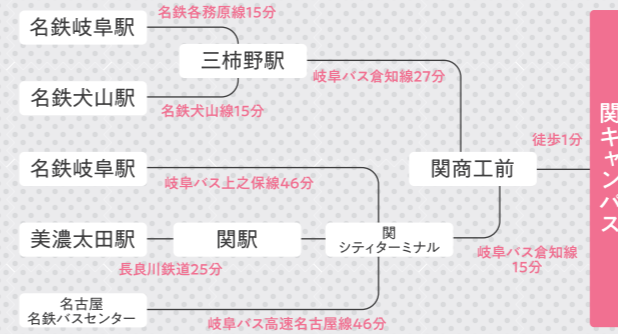 名鉄各務原線15分
名鉄岐阜駅
三柿野駅
岐阜バス倉知線27分
名鉄犬山駅
名鉄犬山線15分
徒歩1分
関キャンパス
名鉄岐阜駅
岐阜バス上之保線46分
関商工前
美濃太田駅
関駅
関
シティターミナル
長良川鉄道25分
岐阜バス倉知線
15分
名古屋
名鉄バスセンター
岐阜バス高速名古屋線46分